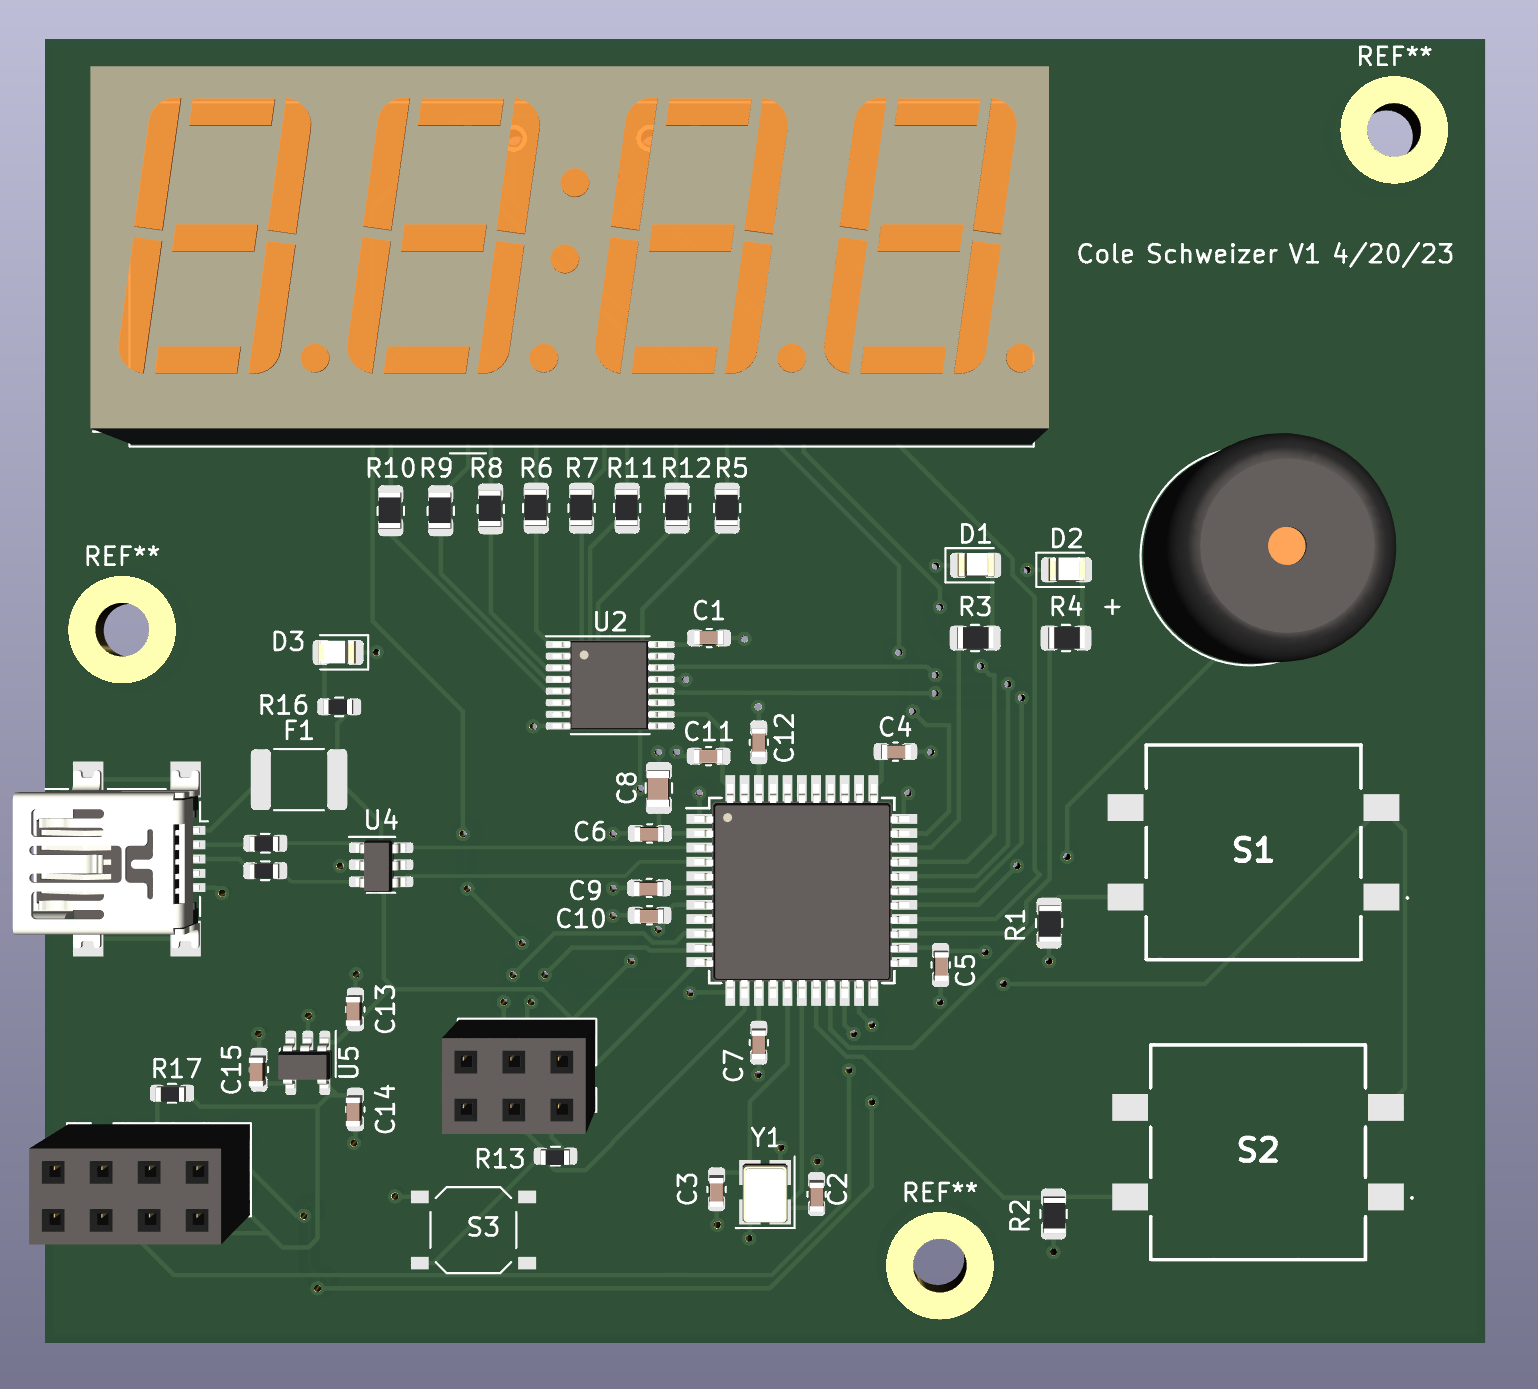 REF**
Cole Schweizer V1 4/20/23
R10 R9 R8 R6 R7 R11 R12 R5
D1 D2
REF**
R3 R4 +
C1
U2
D3
R16
F1
C11 C12 C4
C8
U4
C6
S1
C9
C10
R1
C5
C13
C7
U5
C15
R17
C14
Y1
S2
R13
C3 C2
REF**
R2
S3